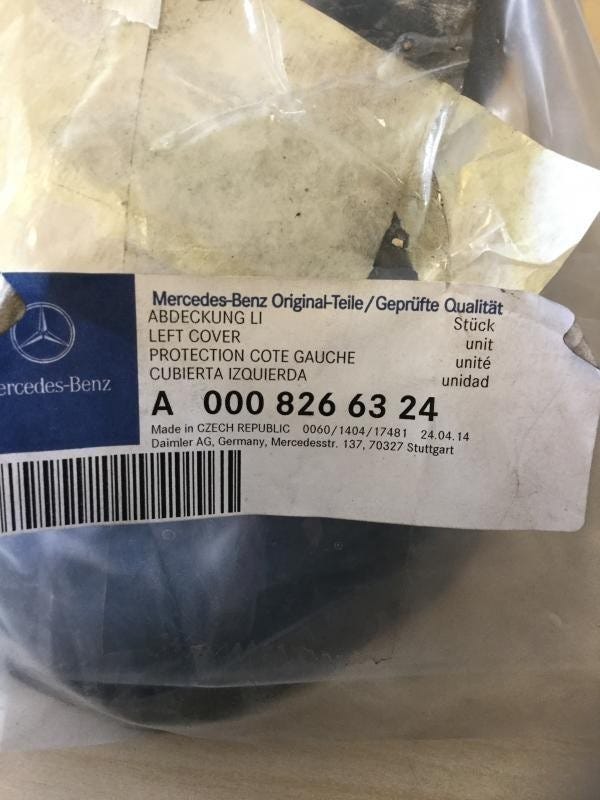 Mercedes-Benz Original-Teile/Geprüfte Qualität
ABDECKUNG LI Stück
LEFT COVER unit
PROTECTION COTE GAUCHE unité
CUBIERTA IZQUIERDA unidad
ercedes-Benz
A 000 826 63 24
Made in CZECH REPUBLIC 0060/1404/17481 24.04.14
Daimler AG, Germany, Mercedesstr. 137, 70327 Stuttgart